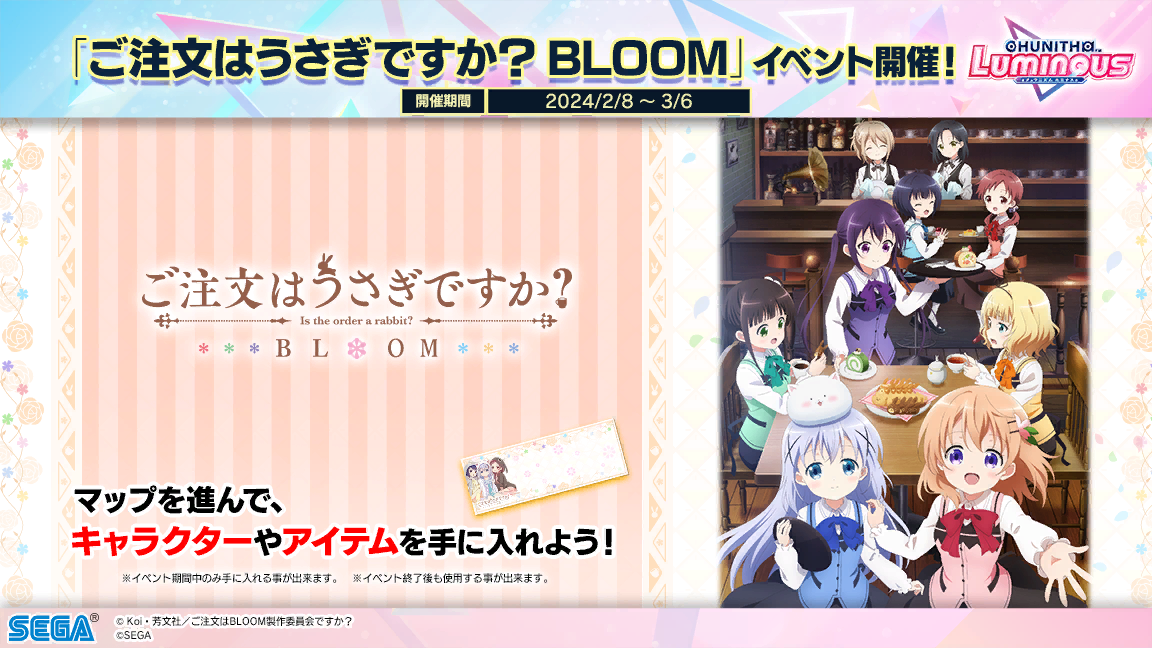 「ご注文はうさぎですか? BLOOM」イベント開催!
CHUNITHM
LUMINOUS
開催期間 2024/2/8 ～ 3/6
ご注文はうさぎですか?
Is the order a rabbit?
BLOOM
マップを進んで、
キャラクターやアイテムを手に入れよう!
※イベント期間中のみ手に入れる事が出来ます。 ※イベント終了後も使用する事が出来ます。
SEGA®
© Koi・芳文社／ご注文はBLOOM製作委員会ですか?
©SEGA